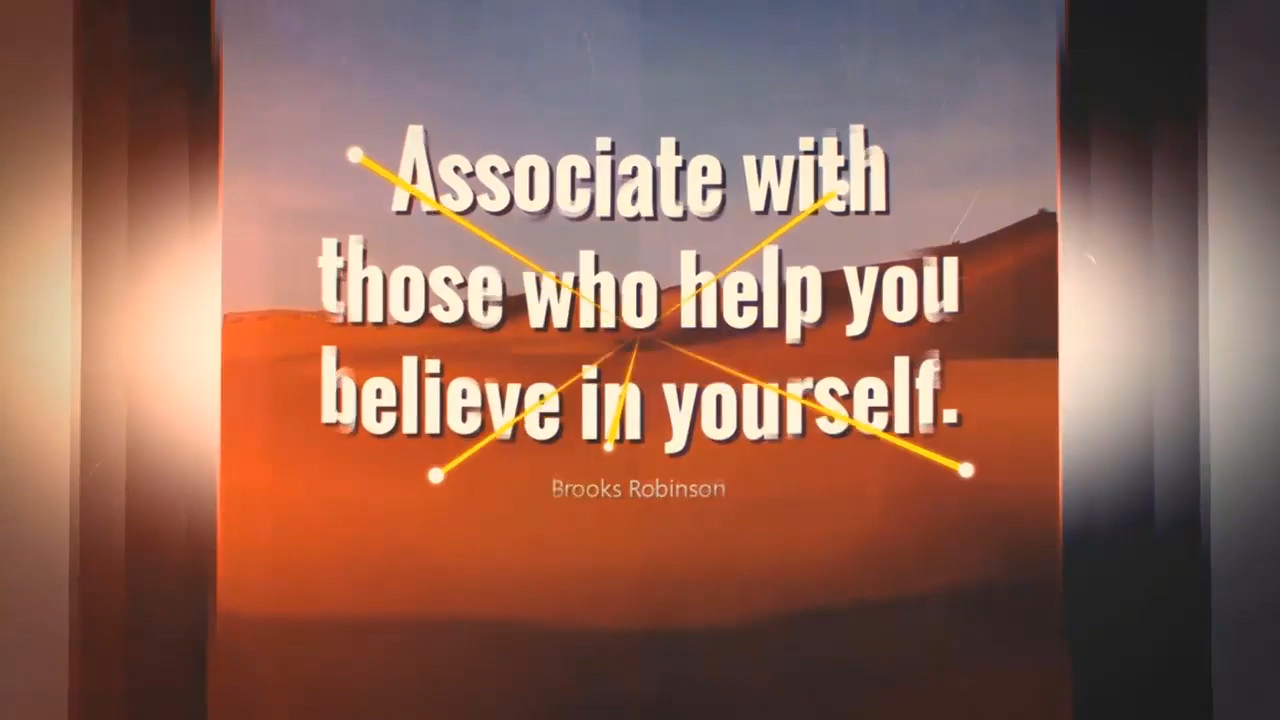 Associate with
those who help you
believe in yourself.
Brooks Robinson